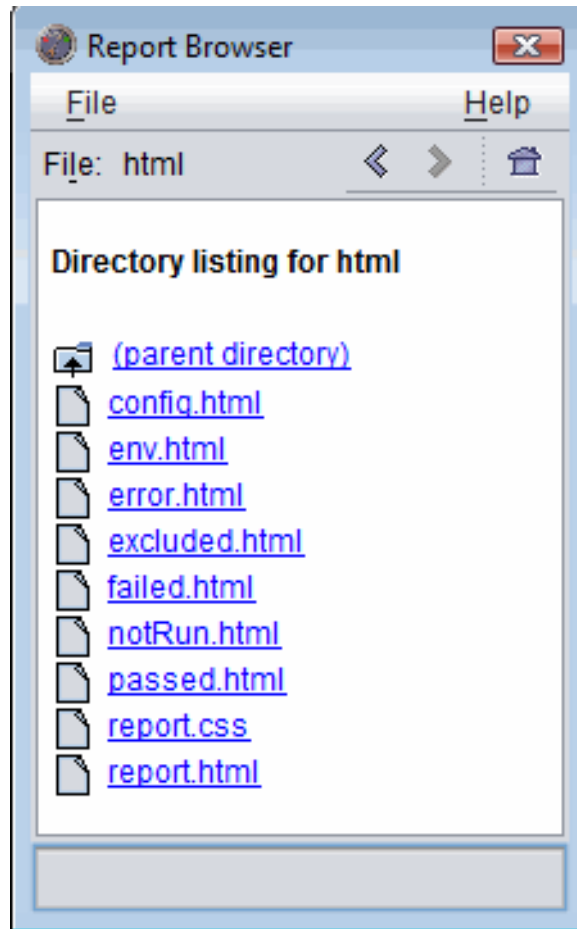 Report Browser
File Help
File: html
Directory listing for html
(parent directory)
config.html
env.html
error.html
excluded.html
failed.html
notRun.html
passed.html
report.css
report.html